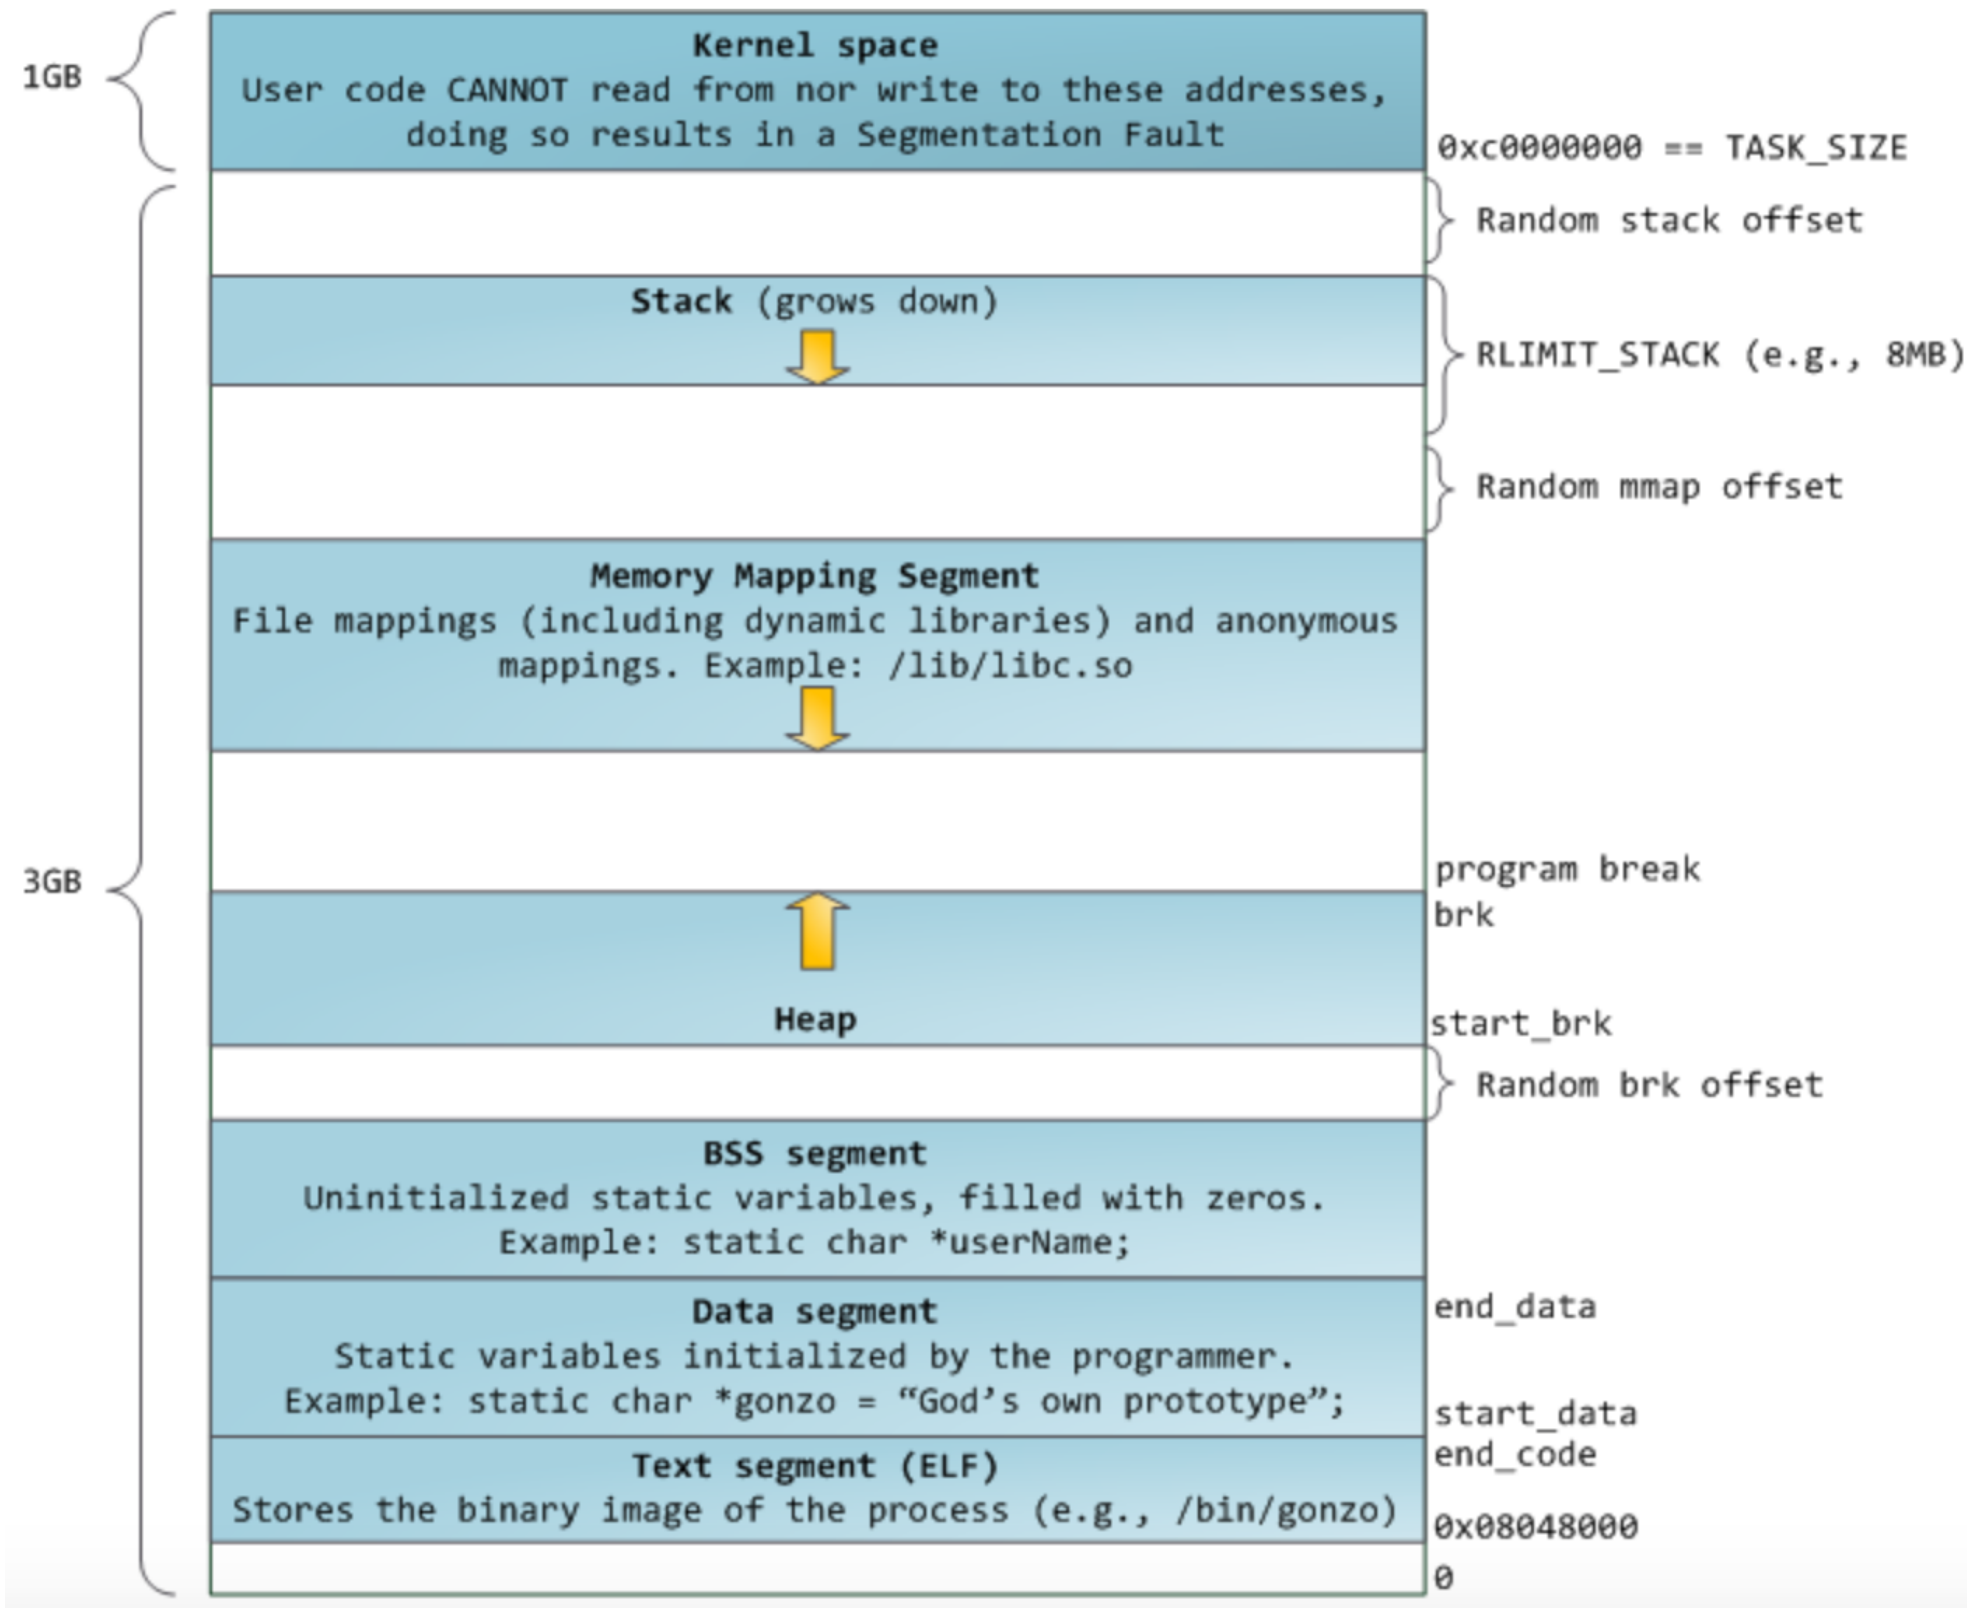 1GB
Kernel space
User code CANNOT read from nor write to these addresses,
doing so results in a Segmentation Fault
0xc0000000 == TASK_SIZE
Random stack offset
Stack (grows down)
RLIMIT_STACK (e.g., 8MB)
Random mmap offset
Memory Mapping Segment
File mappings (including dynamic libraries) and anonymous
mappings. Example: /lib/libc.so
3GB
program break
brk
Heap
start_brk
Random brk offset
BSS segment
Uninitialized static variables, filled with zeros.
Example: static char *userName;
Data segment
end_data
Static variables initialized by the programmer.
Example: static char *gonzo = “God’s own prototype”;
start_data
Text segment (ELF)
end_code
Stores the binary image of the process (e.g., /bin/gonzo)
0x08048000
0